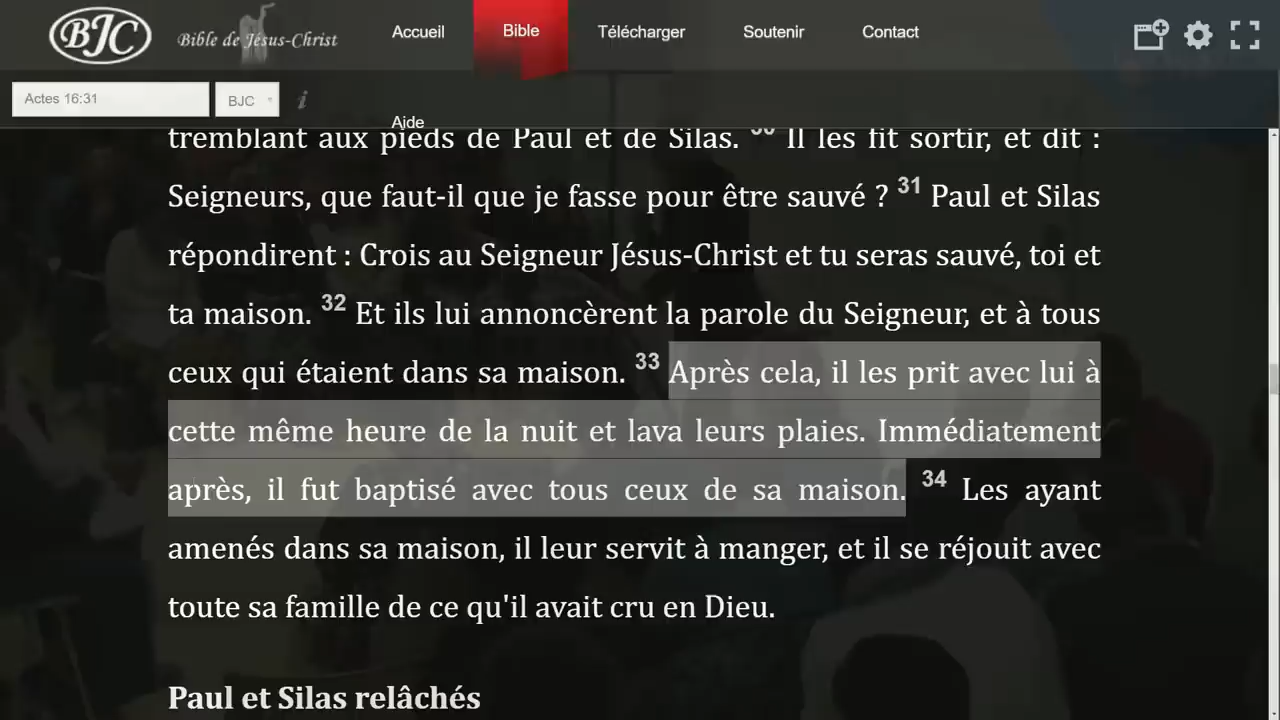 BJC
Bible de Jésus-Christ
Accueil
Bible
Télécharger
Soutenir
Contact
Actes 16:31
BJC
i
Aide
tremblant aux pieds de Paul et de Silas. 30 Il les fit sortir, et dit :
Seigneurs, que faut-il que je fasse pour être sauvé ? 31 Paul et Silas
répondirent : Crois au Seigneur Jésus-Christ et tu seras sauvé, toi et
ta maison. 32 Et ils lui annoncèrent la parole du Seigneur, et à tous
ceux qui étaient dans sa maison. 33 Après cela, il les prit avec lui à
cette même heure de la nuit et lava leurs plaies. Immédiatement
après, il fut baptisé avec tous ceux de sa maison. 34 Les ayant
amenés dans sa maison, il leur servit à manger, et il se réjouit avec
toute sa famille de ce qu'il avait cru en Dieu.
Paul et Silas relâchés